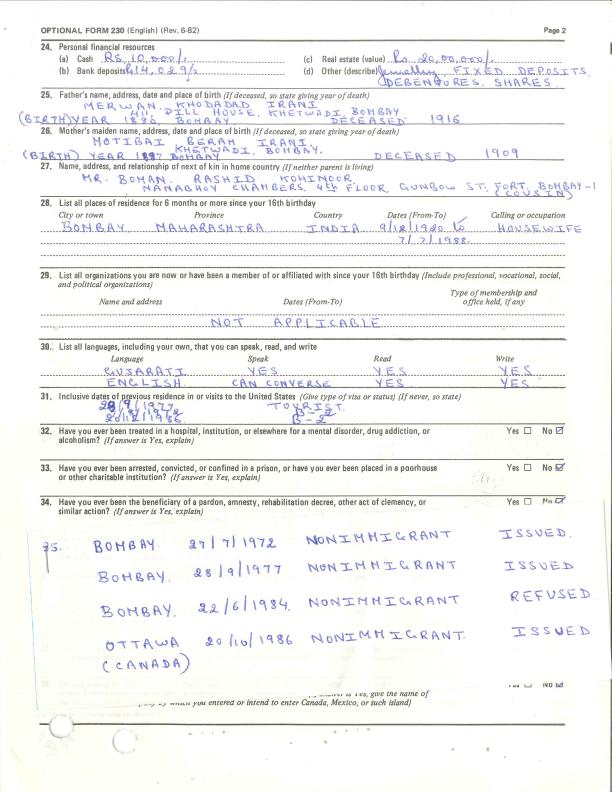 OPTIONAL FORM 230 (English) (Rev. 6-82) Page 2
24. Personal financial resources
(a) Cash Rs 10,000/. (c) Real estate (value) Rs 20,00,000/.
(b) Bank deposits (d) Other (describe) Jewellery FIXED DEPOSITS
DEBENTURES. SHARES.
25. Father's name, address, date and place of birth (If deceased, so state giving year of death)
MERWAN. KHODADAD IRANI
DILL HOUSE, KHETWADI, BOMBAY
(BIRTH) YEAR BOMBAY DECEASED 1916
26. Mother's maiden name, address, date and place of birth (If deceased, so state giving year of death)
MOTIBAI BERAM IRANI.
KHETWADI, BOMBAY.
(BIRTH) YEAR BOMBAY DECEASED 1909
27. Name, address, and relationship of next of kin in home country (If neither parent is living)
MR. BOMAN. RASHID KOHINOOR
NANABHOY CHAMBERS, 4th FLOOR, GUNBOW ST. FORT, BOMBAY-1
(COUSIN)
28. List all places of residence for 6 months or more since your 16th birthday
City or town Province Country Dates (From-To) Calling or occupation
BOMBAY MAHARASHTRA INDIA 9/12/1920 to HOUSEWIFE
7/7/1988.
29. List all organizations you are now or have been a member of or affiliated with since your 16th birthday (Include professional, vocational, social,
and political organizations)
Name and address Dates (From-To) Type of membership and
office held, if any
NOT APPLICABLE
30. List all languages, including your own, that you can speak, read, and write
Language Speak Read Write
GUJARATI YES YES YES
ENGLISH. CAN CONVERSE YES YES
31. Inclusive dates of previous residence in or visits to the United States (Give type of visa or status) (If never, so state)
28/9/1977 TOURIST.
B-2
20/12/1986 B-2
32. Have you ever been treated in a hospital, institution, or elsewhere for a mental disorder, drug addiction, or
alcoholism? (If answer is Yes, explain) Yes ☐ No ☑
33. Have you ever been arrested, convicted, or confined in a prison, or have you ever been placed in a poorhouse
or other charitable institution? (If answer is Yes, explain) Yes ☐ No ☑
34. Have you ever been the beneficiary of a pardon, amnesty, rehabilitation decree, other act of clemency, or
similar action? (If answer is Yes, explain) Yes ☐ No ☑
35. BOMBAY 27/7/1972 NONIMMIGRANT ISSUED.
BOMBAY. 28/9/1977 NONIMMIGRANT ISSUED
BOMBAY. 22/6/1984. NONIMMIGRANT REFUSED
OTTAWA 20/10/1986 NONIMMIGRANT. ISSUED
(CANADA)
Yes ☐ No ☑
is Yes, give the name of
by which you entered or intend to enter Canada, Mexico, or such island)